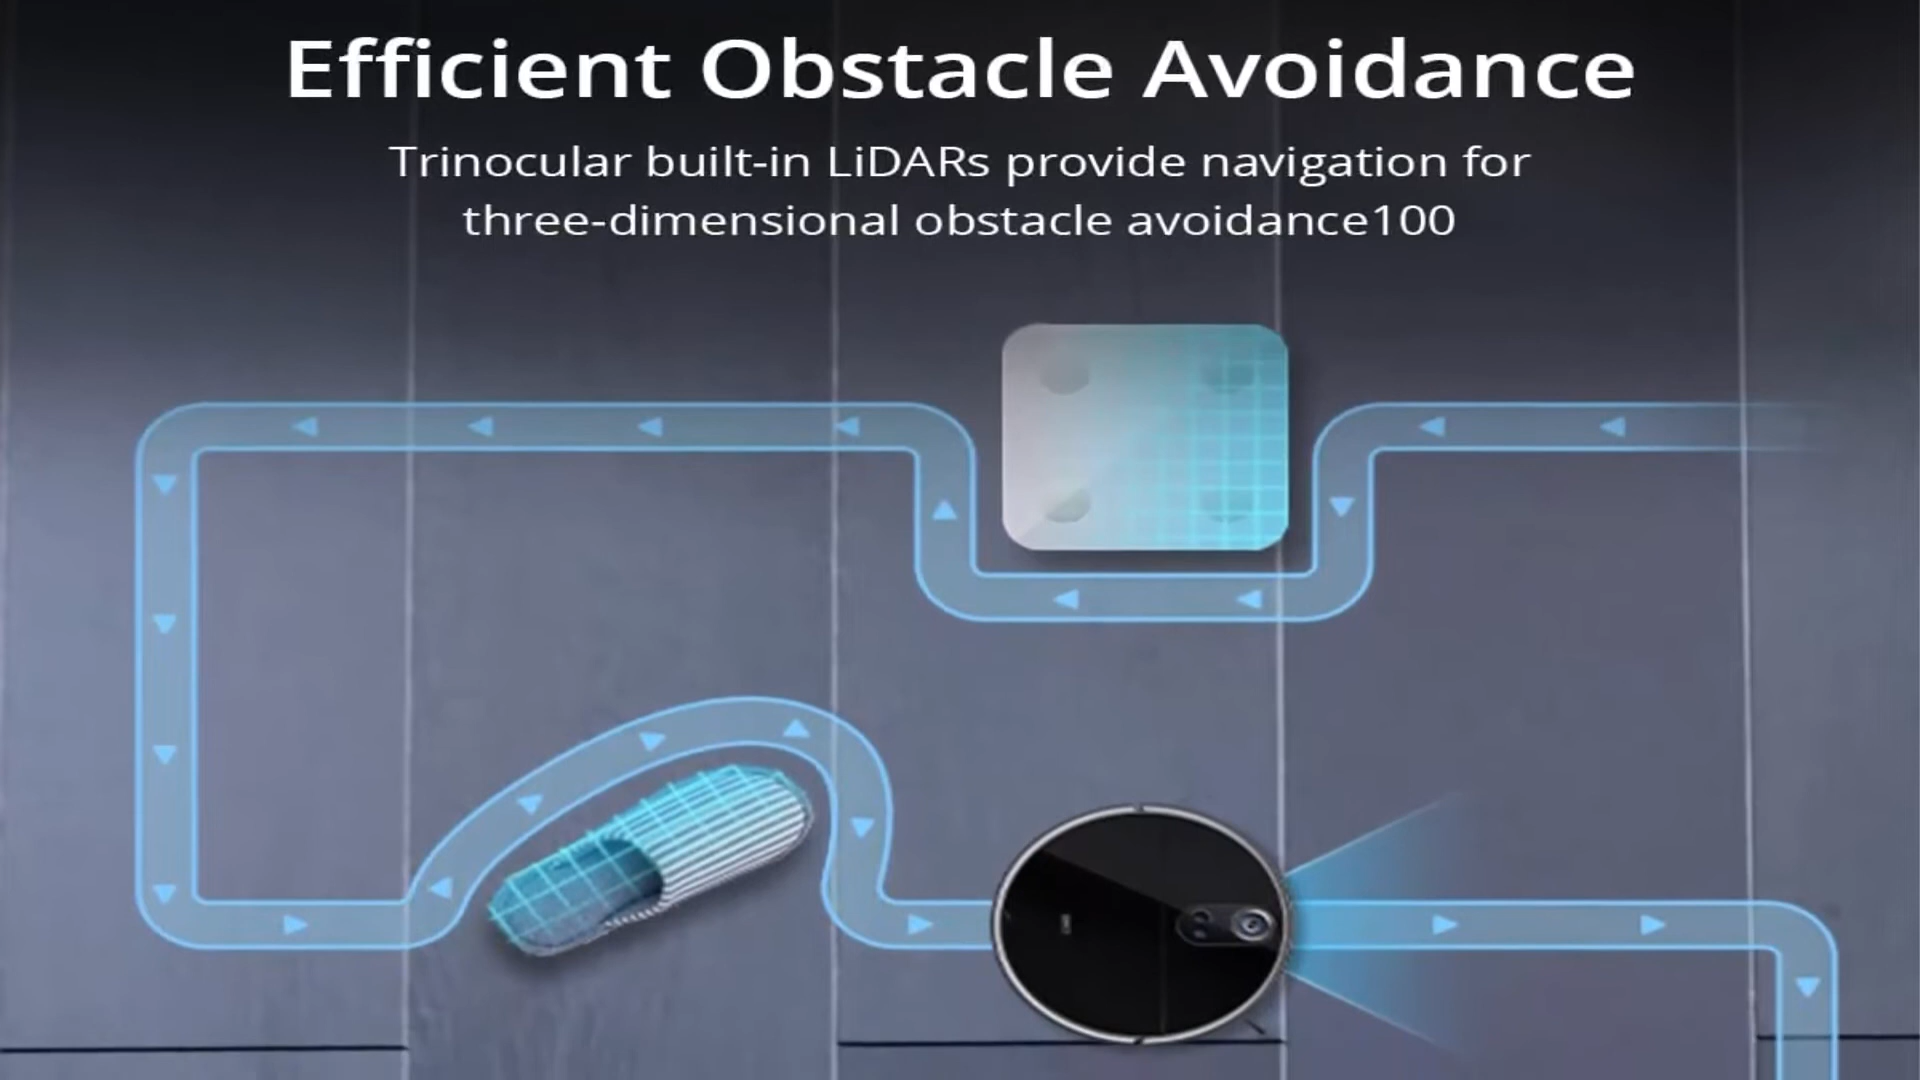 Efficient Obstacle Avoidance
Trinocular built-in LiDARs provide navigation for
three-dimensional obstacle avoidance100